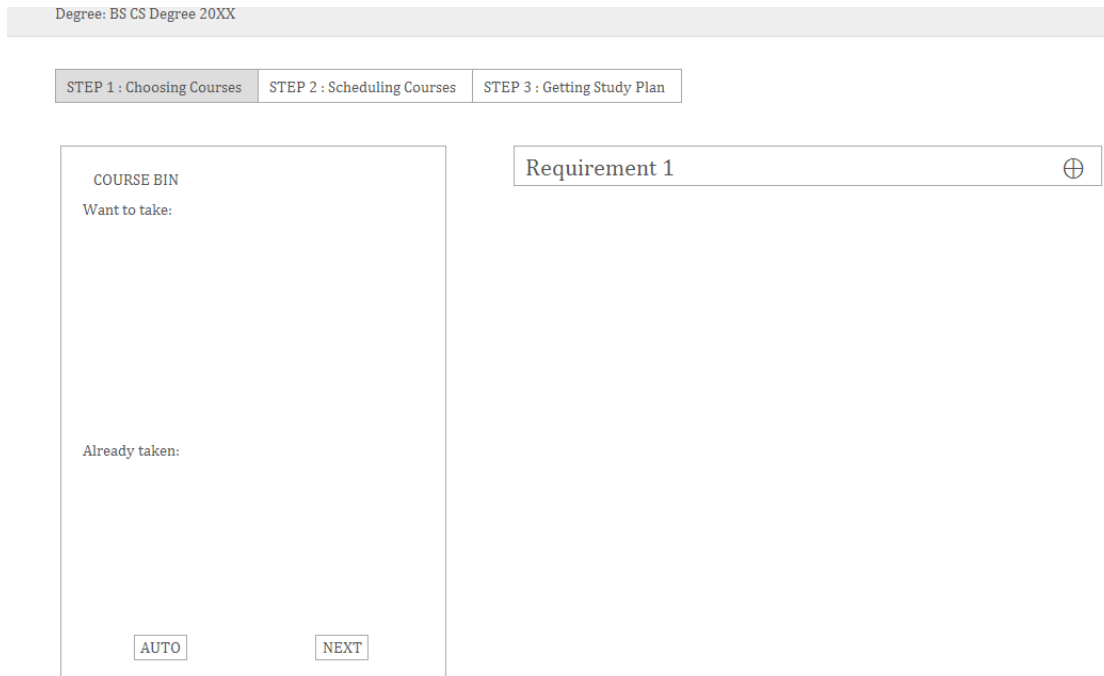 Degree: BS CS Degree 20XX
STEP 1 : Choosing Courses STEP 2 : Scheduling Courses STEP 3 : Getting Study Plan
COURSE BIN
Want to take:
Already taken:
AUTO NEXT
Requirement 1